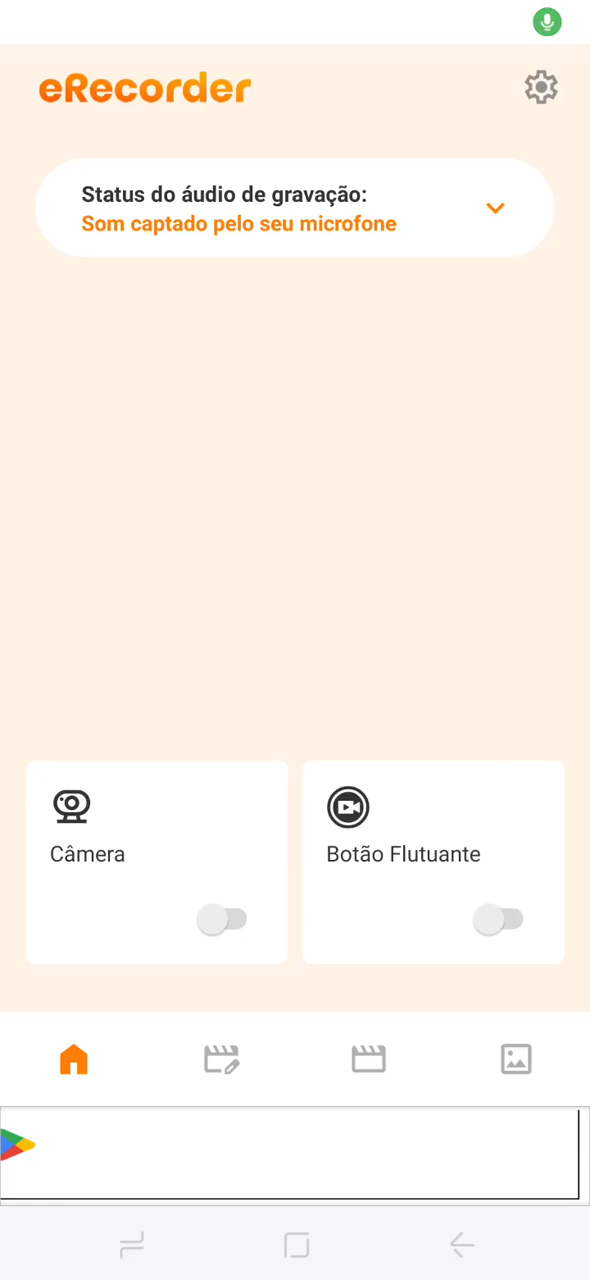 eRecorder
Status do áudio de gravação:
Som captado pelo seu microfone
Câmera
Botão Flutuante